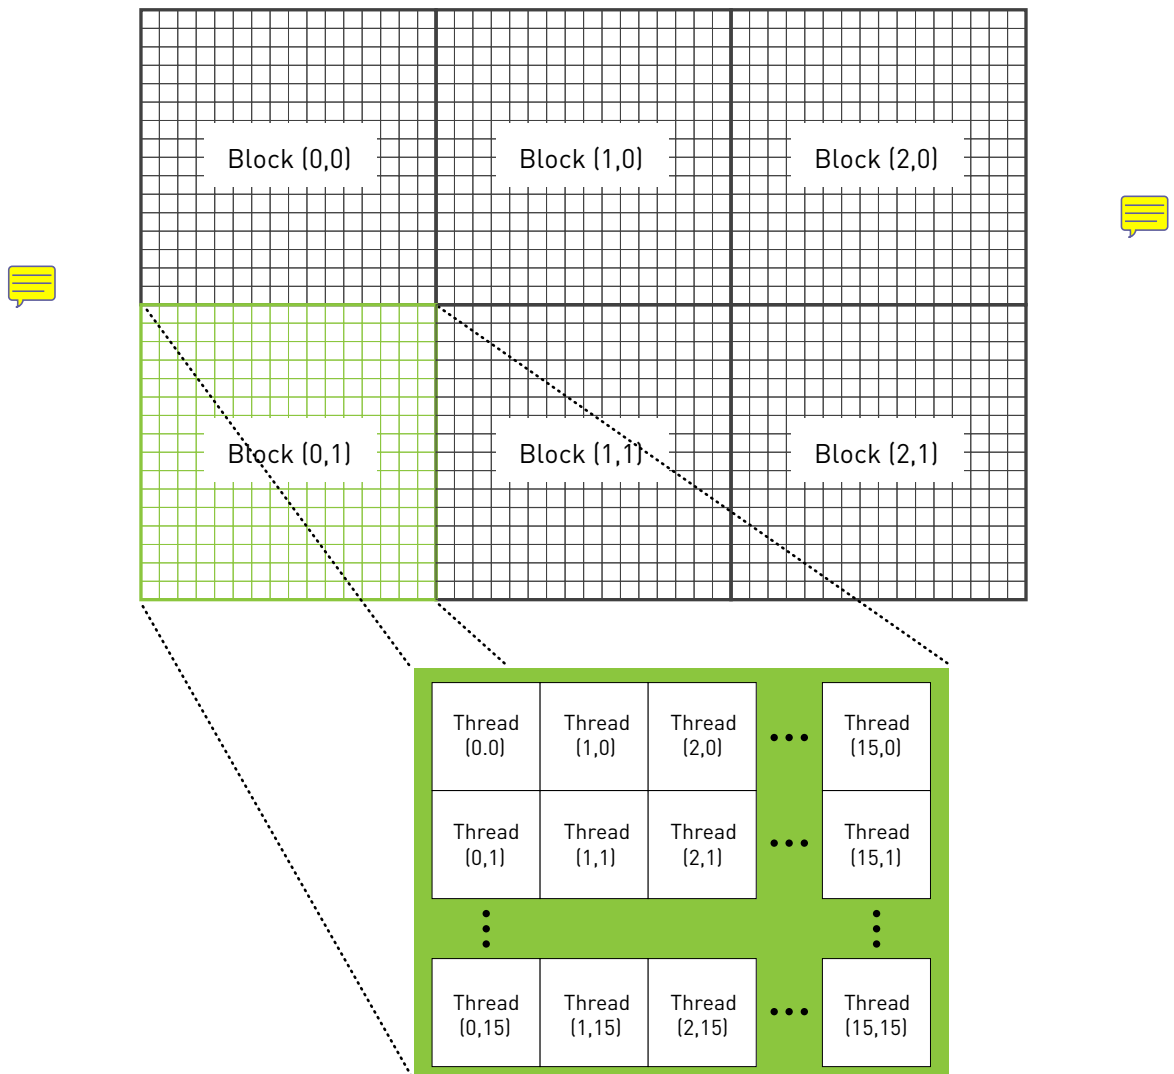 Block (0,0)
Block (1,0)
Block (2,0)
Block (0,1)
Block (1,1)
Block (2,1)
Thread
(0.0)
Thread
(1,0)
Thread
(2,0)
Thread
(15,0)
Thread
(0,1)
Thread
(1,1)
Thread
(2,1)
Thread
(15,1)
Thread
(0,15)
Thread
(1,15)
Thread
(2,15)
Thread
(15,15)